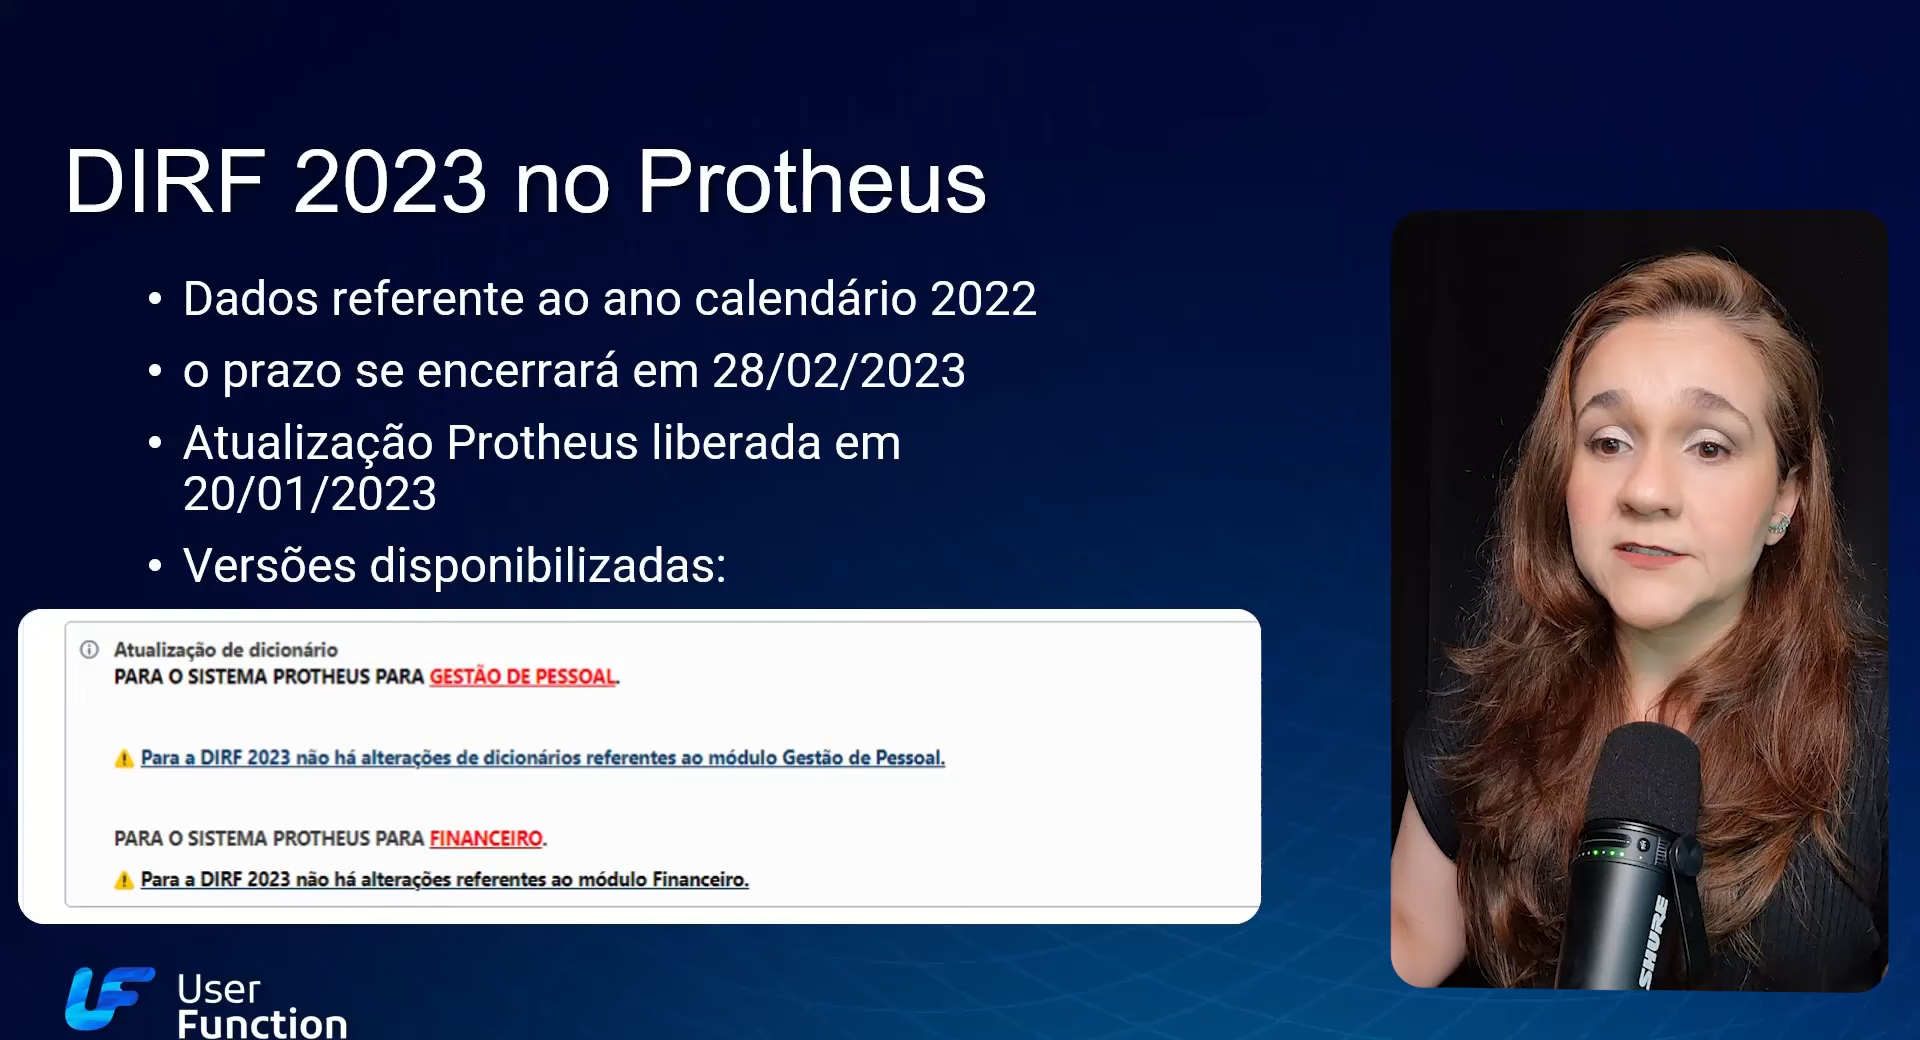 DIRF 2023 no Protheus
• Dados referente ao ano calendário 2022
• o prazo se encerrará em 28/02/2023
• Atualização Protheus liberada em
20/01/2023
• Versões disponibilizadas:
Atualização de dicionário
PARA O SISTEMA PROTHEUS PARA GESTÃO DE PESSOAL.
Para a DIRF 2023 não há alterações de dicionários referentes ao módulo Gestão de Pessoal.
PARA O SISTEMA PROTHEUS PARA FINANCEIRO.
Para a DIRF 2023 não há alterações referentes ao módulo Financeiro.
UF User
Function
SHURE